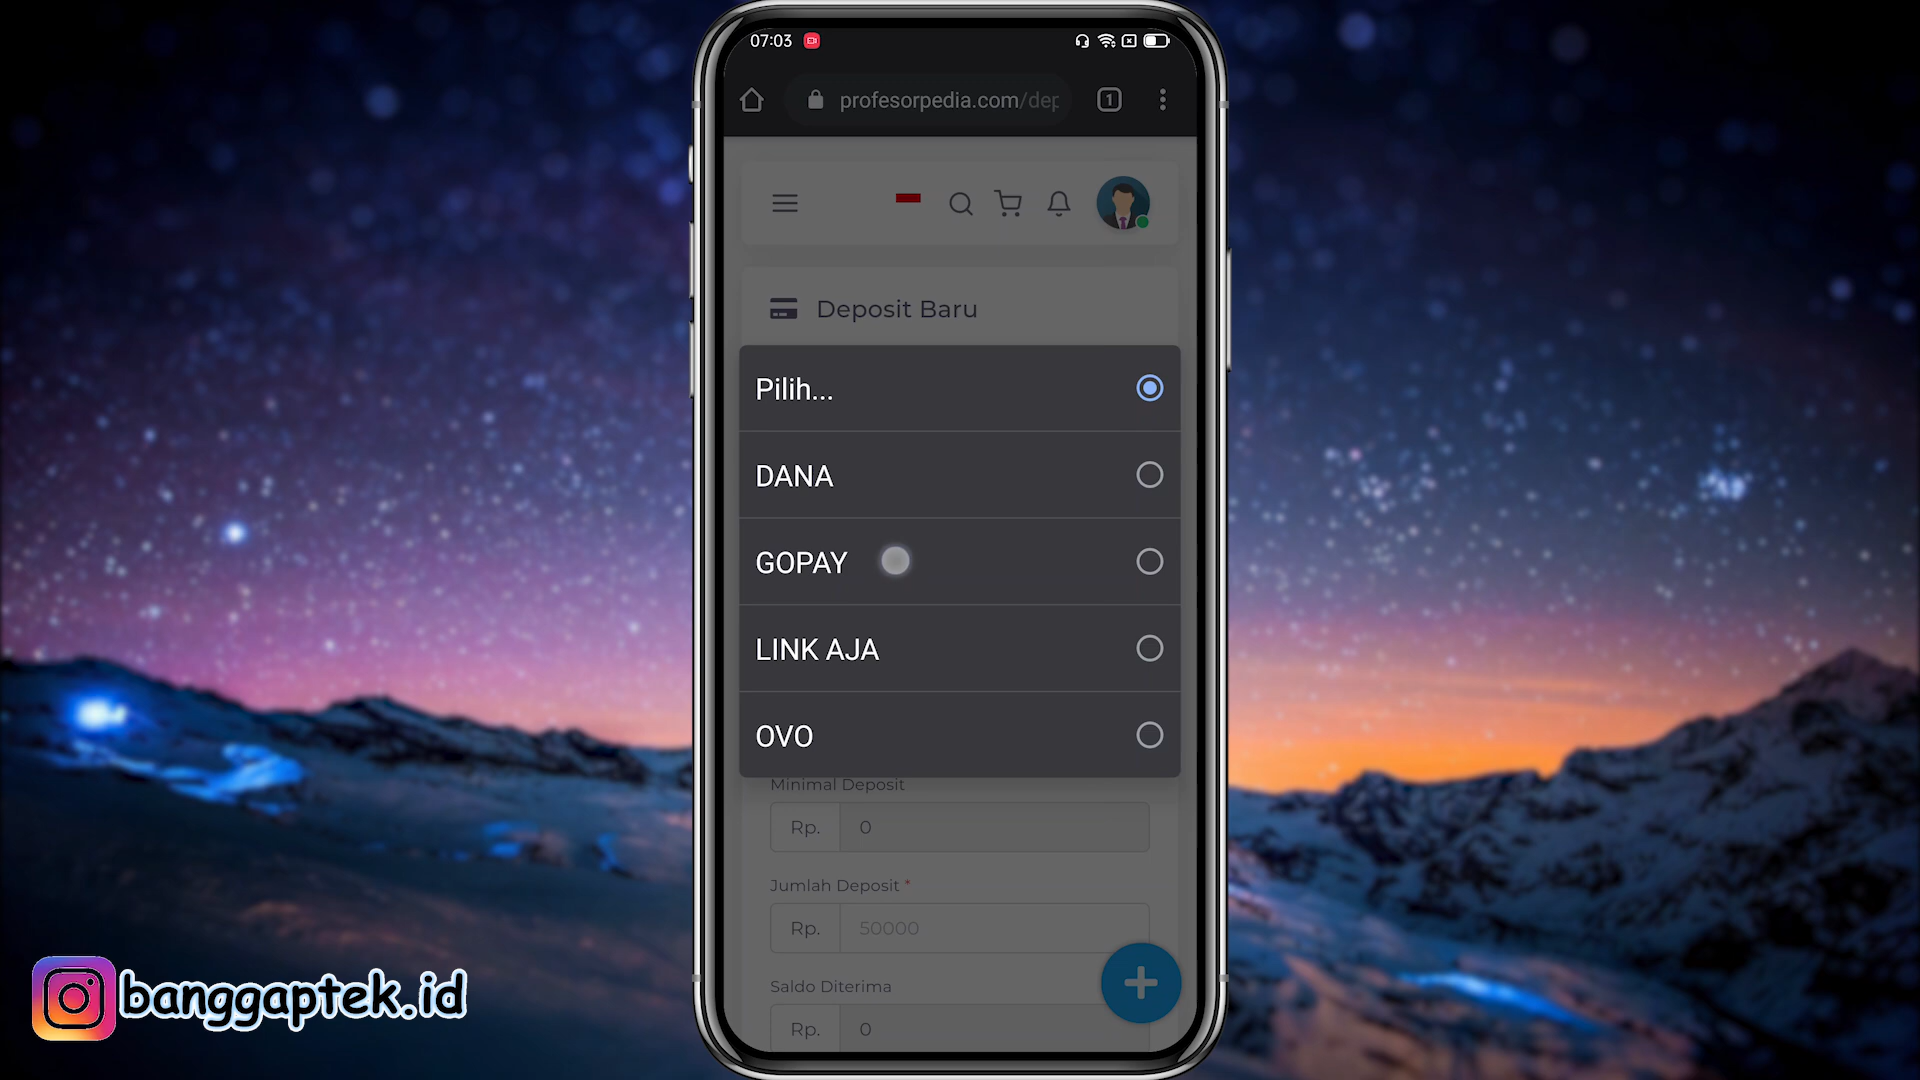 07:03
profesorpedia.com/dep
1
Deposit Baru
Pilih...
DANA
GOPAY
LINK AJA
OVO
Minimal Deposit
Rp. 0
Jumlah Deposit *
Rp. 50000
Saldo Diterima
Rp. 0
banggaptek.id